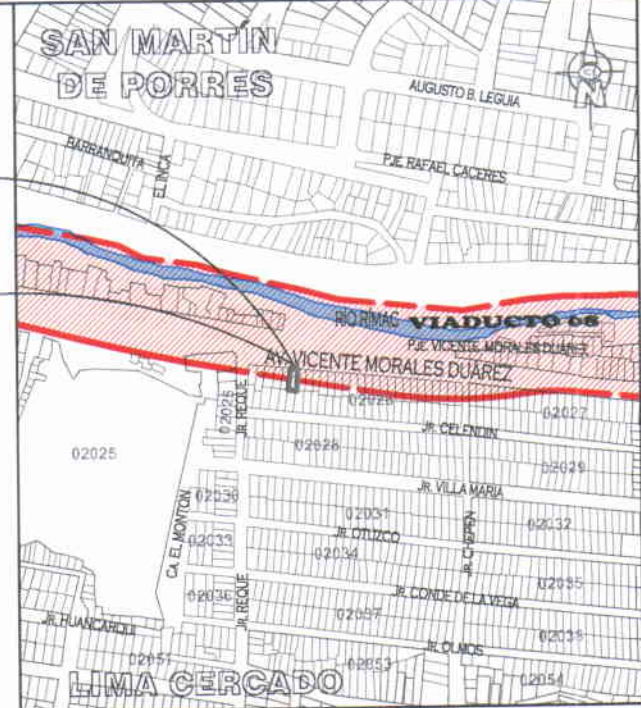 SAN MARTÍN
DE PORRES
N
AUGUSTO B. LEGUIA
BARRANQUITA
EL INCA
PJE. RAFAEL CACERES
RIO RIMAC
VIADUCTO 08
PJE. VICENTE MORALES DUAREZ
AV. VICENTE MORALES DUÁREZ
02025
02026
02027
JR. REQUE
JR. CELENDIN
02025
02028
02029
JR. VILLA MARIA
CA. EL MONTON
02030
02031
02032
JR. CHEPEN
02033
JR. OTUZCO
02034
02035
02036
JR. REQUE
JR. CONDE DE LA VEGA
02037
02038
JR. HUANCARQUI
JR. OLMOS
02051
02053
02054
LIMA CERCADO